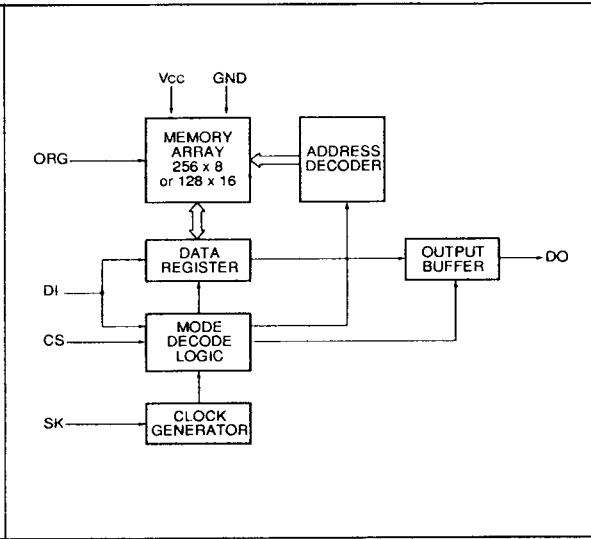 Vcc GND
ORG
MEMORY
ARRAY
256 x 8
or 128 x 16
ADDRESS
DECODER
DATA
REGISTER
OUTPUT
BUFFER
DO
DI
CS
MODE
DECODE
LOGIC
SK
CLOCK
GENERATOR